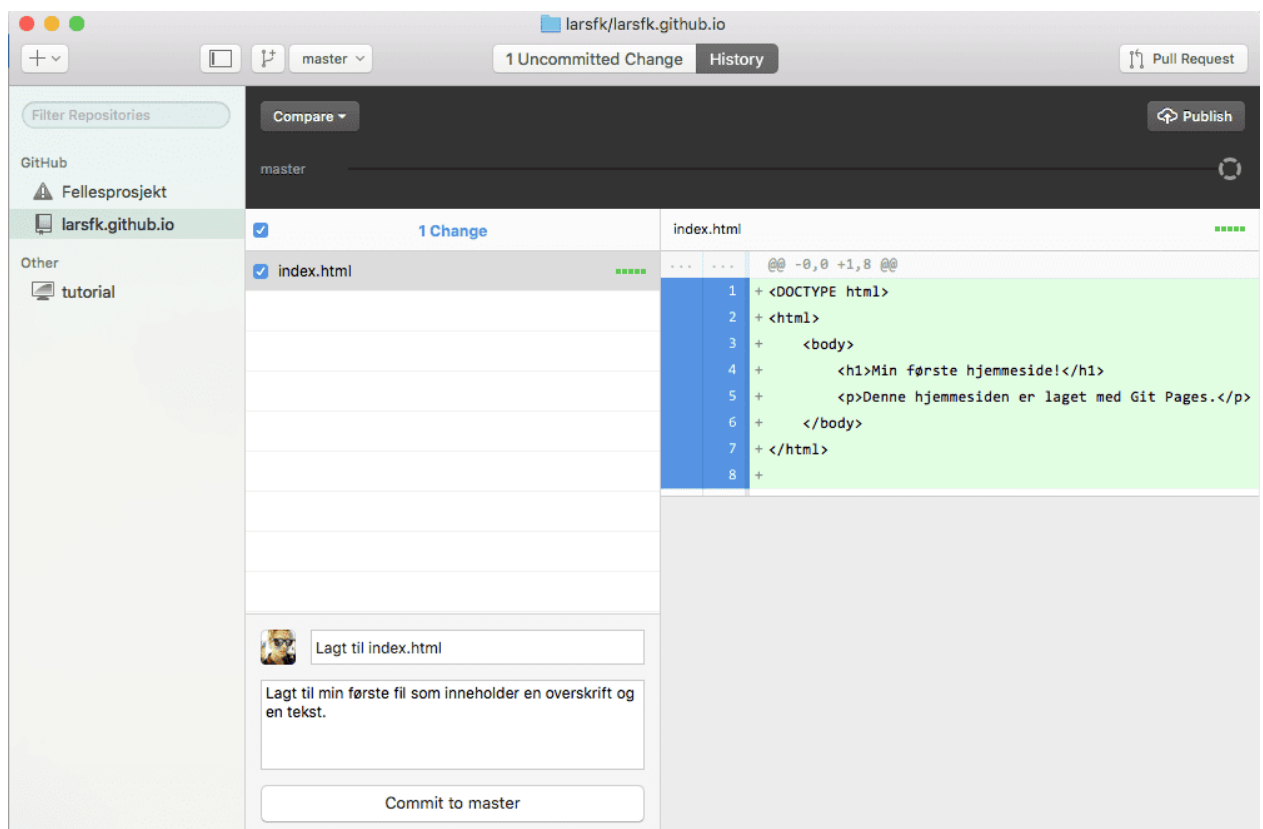 larsfk/larsfk.github.io
master
1 Uncommitted Change
History
Pull Request
Filter Repositories
GitHub
Fellesprosjekt
larsfk.github.io
Other
tutorial
Compare
Publish
master
1 Change
index.html
Lagt til index.html
Lagt til min første fil som inneholder en overskrift og
en tekst.
Commit to master
index.html
... ... @@ -0,0 +1,8 @@
1 + <DOCTYPE html>
2 + <html>
3 +     <body>
4 +         <h1>Min første hjemmeside!</h1>
5 +         <p>Denne hjemmesiden er laget med Git Pages.</p>
6 +     </body>
7 + </html>
8 +